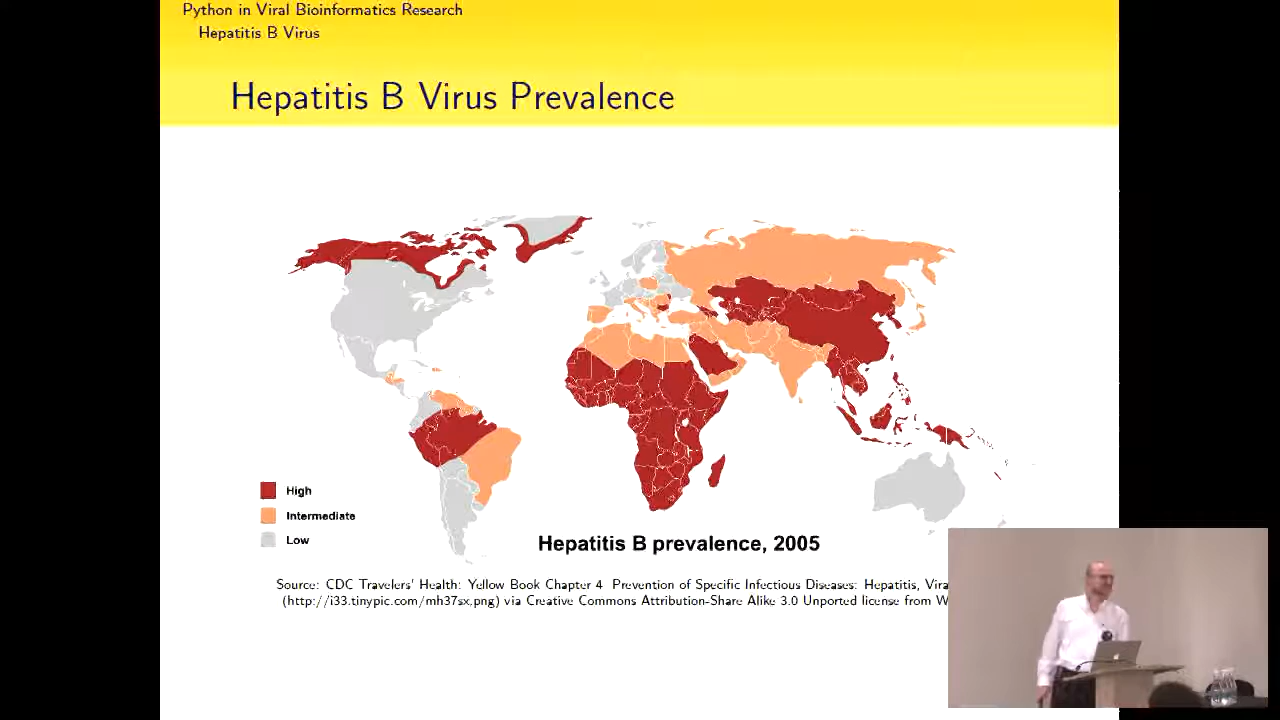 Python in Viral Bioinformatics Research
Hepatitis B Virus
Hepatitis B Virus Prevalence
High
Intermediate
Low
Hepatitis B prevalence, 2005
Source: CDC Travelers' Health: Yellow Book Chapter 4 Prevention of Specific Infectious Diseases: Hepatitis,
(http://i33.tinypic.com/mh37sx.png) via Creative Commons Attribution-Share Alike 3.0 Unported license from